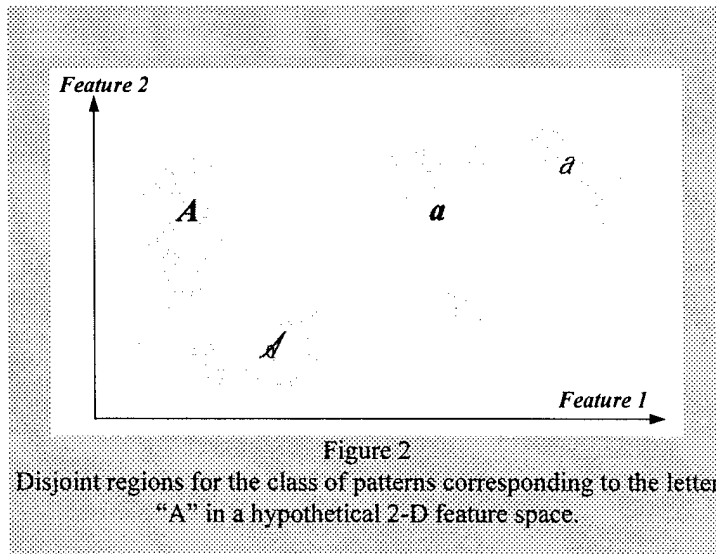 Feature 2
a
A
a
A
Feature 1
Figure 2
Disjoint regions for the class of patterns corresponding to the letter
“A” in a hypothetical 2-D feature space.